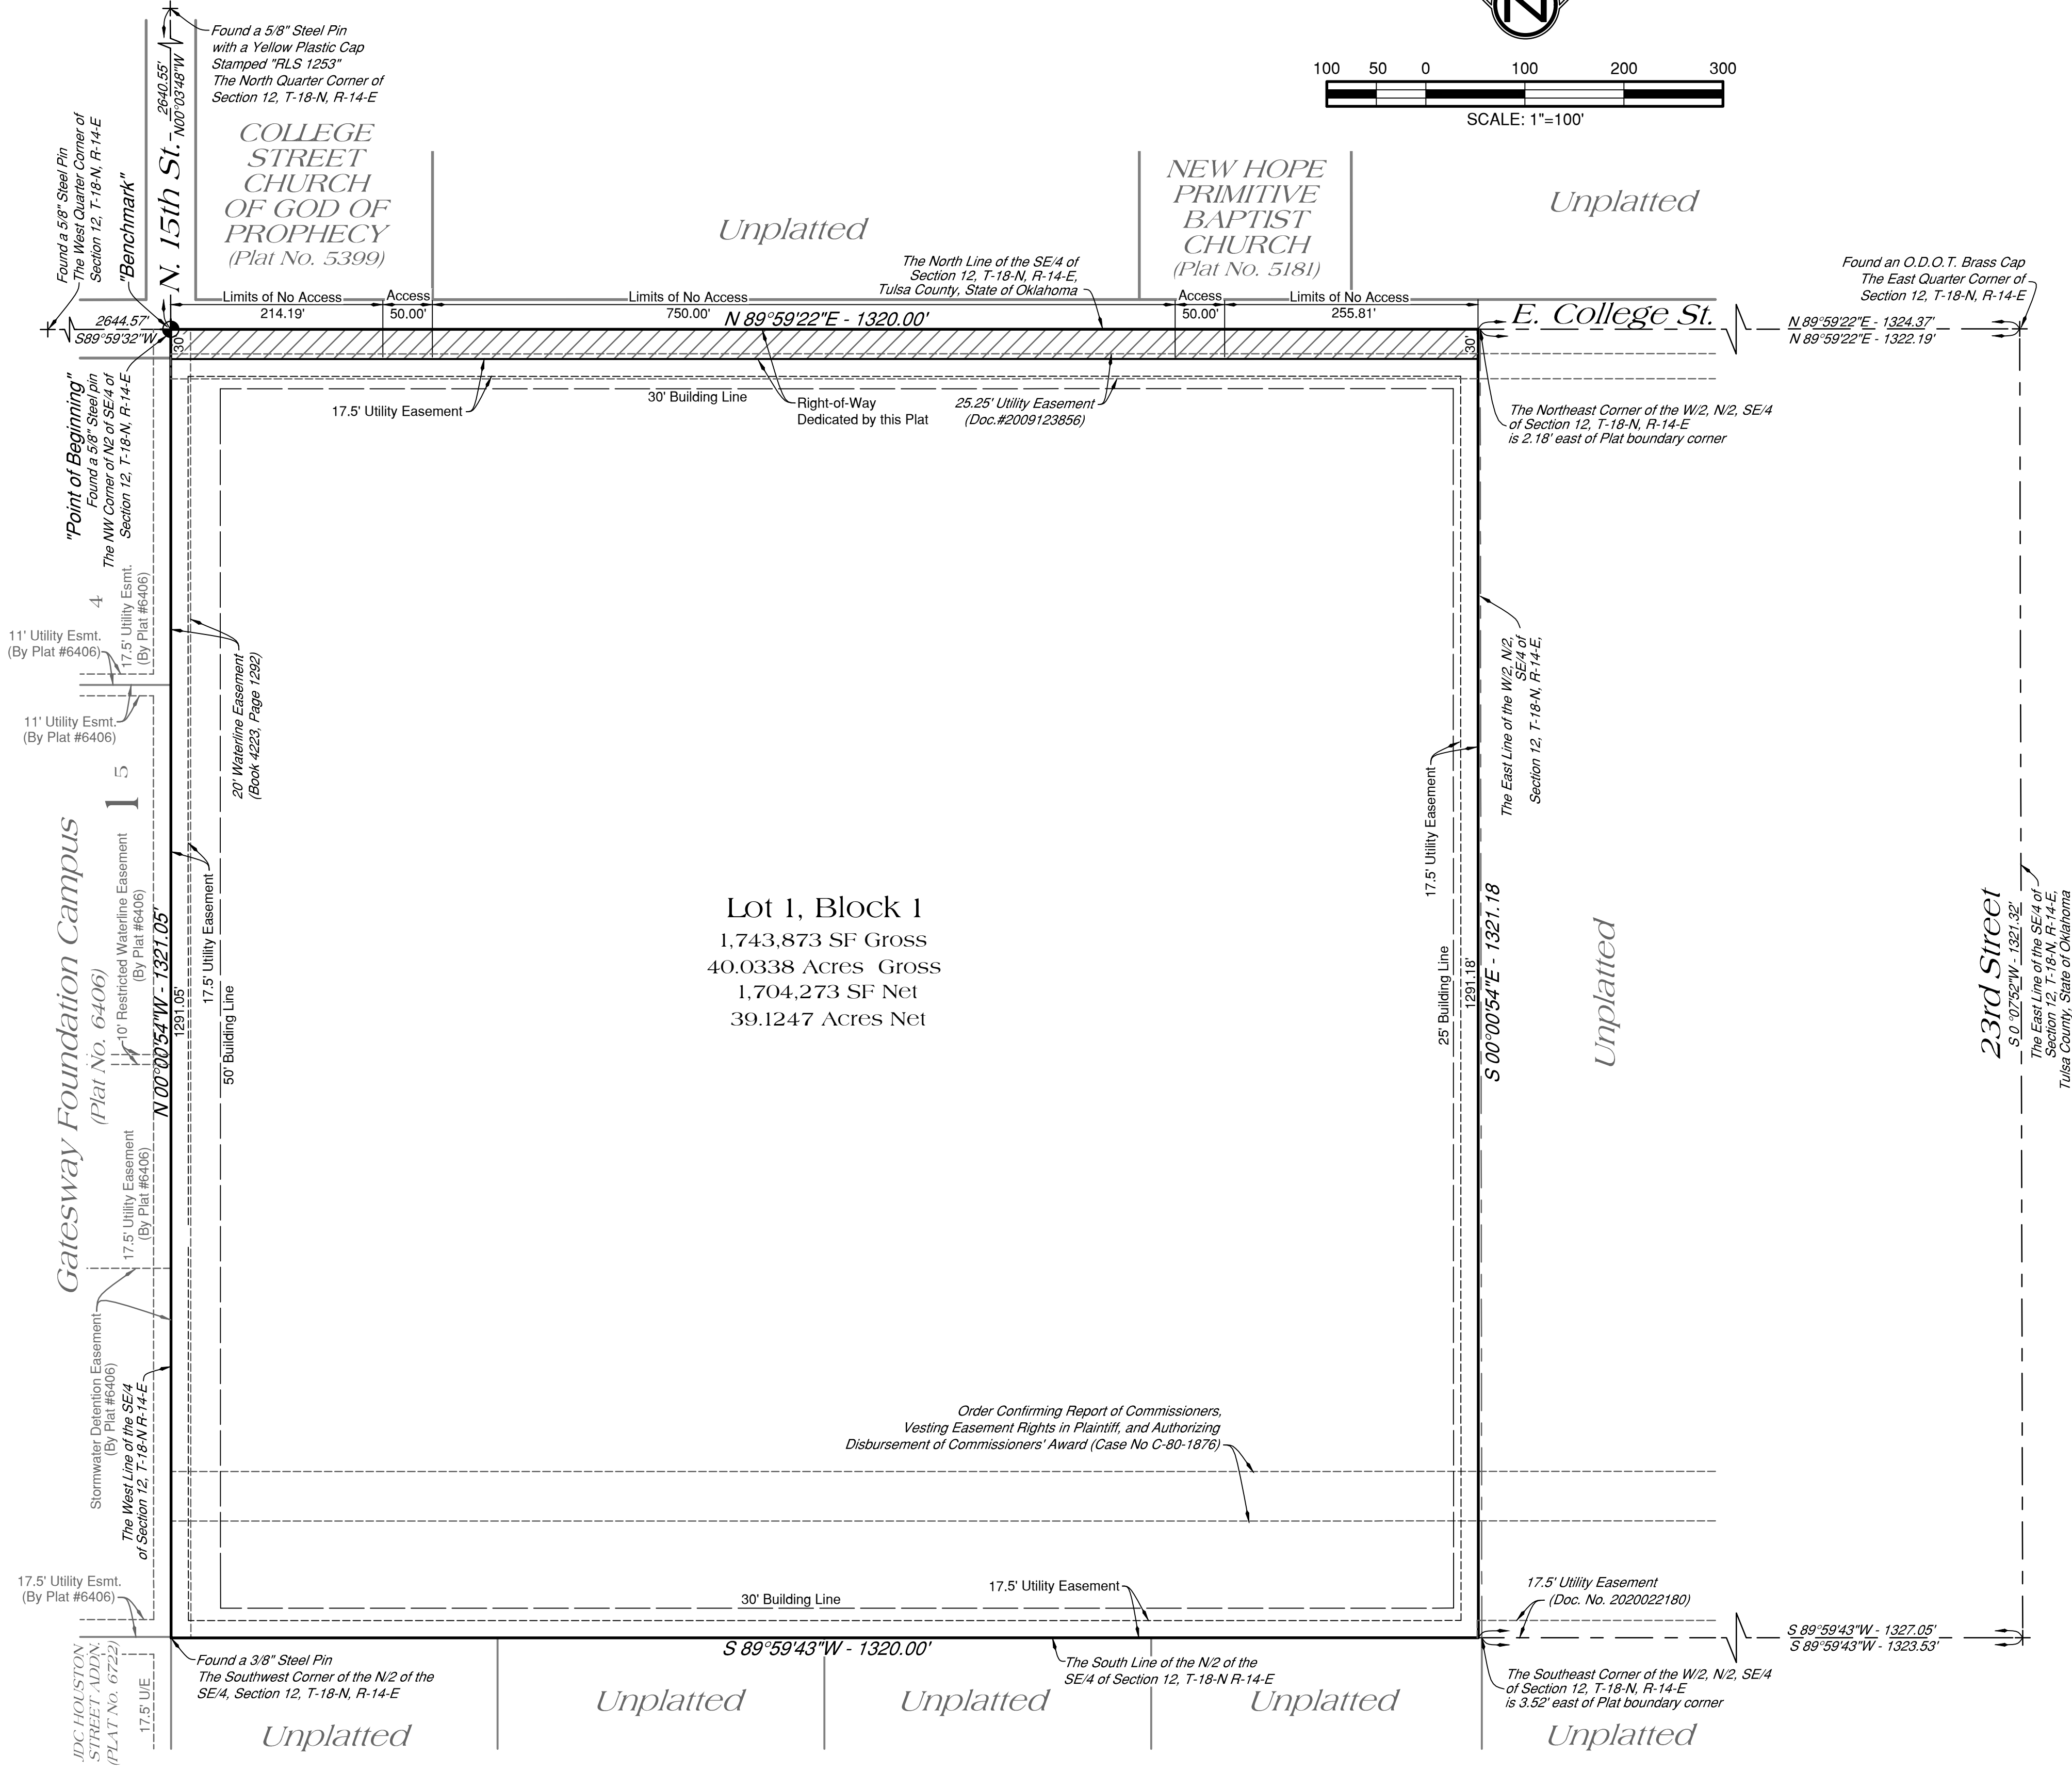 Found a 5/8" Steel Pin
with a Yellow Plastic Cap
Stamped "RLS 1253"
The North Quarter Corner of
Section 12, T-18-N, R-14-E
2640.55'
N00°03'48"W
N. 15th St.
N
100 50 0 100 200 300
SCALE: 1"=100'
Found a 5/8" Steel Pin
The West Quarter Corner of
Section 12, T-18-N, R-14-E
"Benchmark"
COLLEGE
STREET
CHURCH
OF GOD OF
PROPHECY
(Plat No. 5399)
Unplatted
NEW HOPE
PRIMITIVE
BAPTIST
CHURCH
(Plat No. 5181)
Unplatted
The North Line of the SE/4 of
Section 12, T-18-N, R-14-E,
Tulsa County, State of Oklahoma
Found an O.D.O.T. Brass Cap
The East Quarter Corner of
Section 12, T-18-N, R-14-E
Limits of No Access
214.19'
Access
50.00'
Limits of No Access
750.00'
Access
50.00'
Limits of No Access
255.81'
N 89°59'22"E - 1320.00'
E. College St.
N 89°59'22"E - 1324.37'
N 89°59'22"E - 1322.19'
2644.57'
S89°59'32"W
30'
30'
"Point of Beginning"
Found a 5/8" Steel pin
The NW Corner of N2 of SE/4 of
Section 12, T-18-N, R-14-E
17.5' Utility Easement
30' Building Line
Right-of-Way
Dedicated by this Plat
25.25' Utility Easement
(Doc.#2009123856)
The Northeast Corner of the W/2, N/2, SE/4
of Section 12, T-18-N, R-14-E
is 2.18' east of Plat boundary corner
4
17.5' Utility Esmt.
(By Plat #6406)
11' Utility Esmt.
(By Plat #6406)
11' Utility Esmt.
(By Plat #6406)
20' Waterline Easement
(Book 4223, Page 1292)
The East Line of the W/2, N/2,
SE/4 of
Section 12, T-18-N, R-14-E,
5
1
Gatesway Foundation Campus
(Plat No. 6406)
10' Restricted Waterline Easement
(By Plat #6406)
N 00°00'54"W - 1321.05'
1291.05'
17.5' Utility Easement
50' Building Line
Lot 1, Block 1
1,743,873 SF Gross
40.0338 Acres Gross
1,704,273 SF Net
39.1247 Acres Net
17.5' Utility Easement
25' Building Line
1291.18'
S 00°00'54"E - 1321.18
Unplatted
23rd Street
S 0°07'52"W - 1321.32'
The East Line of the SE/4 of
Section 12, T-18-N, R-14-E,
Tulsa County, State of Oklahoma
17.5' Utility Easement
(By Plat #6406)
Stormwater Detention Easement
(By Plat #6406)
The West Line of the SE/4
of Section 12, T-18-N R-14-E
Order Confirming Report of Commissioners,
Vesting Easement Rights in Plaintiff, and Authorizing
Disbursement of Commissioners' Award (Case No C-80-1876)
17.5' Utility Esmt.
(By Plat #6406)
30' Building Line
17.5' Utility Easement
17.5' Utility Easement
(Doc. No. 2020022180)
S 89°59'43"W - 1320.00'
S 89°59'43"W - 1327.05'
S 89°59'43"W - 1323.53'
JDC HOUSTON
STREET ADDN.
(PLAT No. 6722)
17.5' U/E
Found a 3/8" Steel Pin
The Southwest Corner of the N/2 of the
SE/4, Section 12, T-18-N, R-14-E
The South Line of the N/2 of the
SE/4 of Section 12, T-18-N R-14-E
The Southeast Corner of the W/2, N/2, SE/4
of Section 12, T-18-N, R-14-E
is 3.52' east of Plat boundary corner
Unplatted
Unplatted
Unplatted
Unplatted
Unplatted